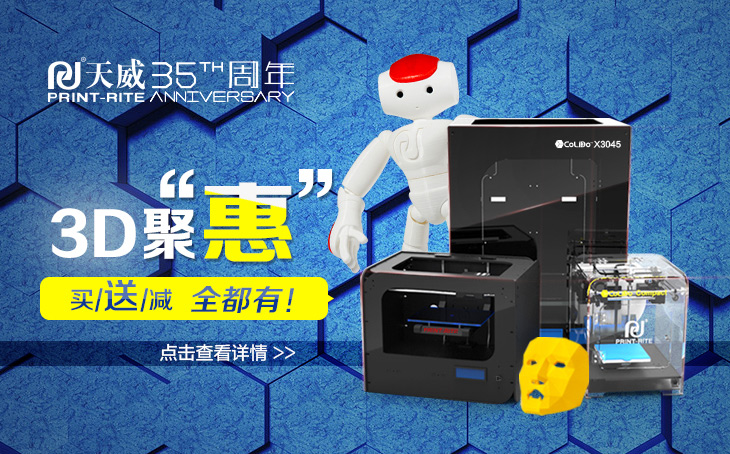 天威 35TH周年
PRINT-RITE ANNIVERSARY
3D聚“惠”
买/送/减 全都有!
点击查看详情 >>
CoLiDo X3045
PRINT-RITE